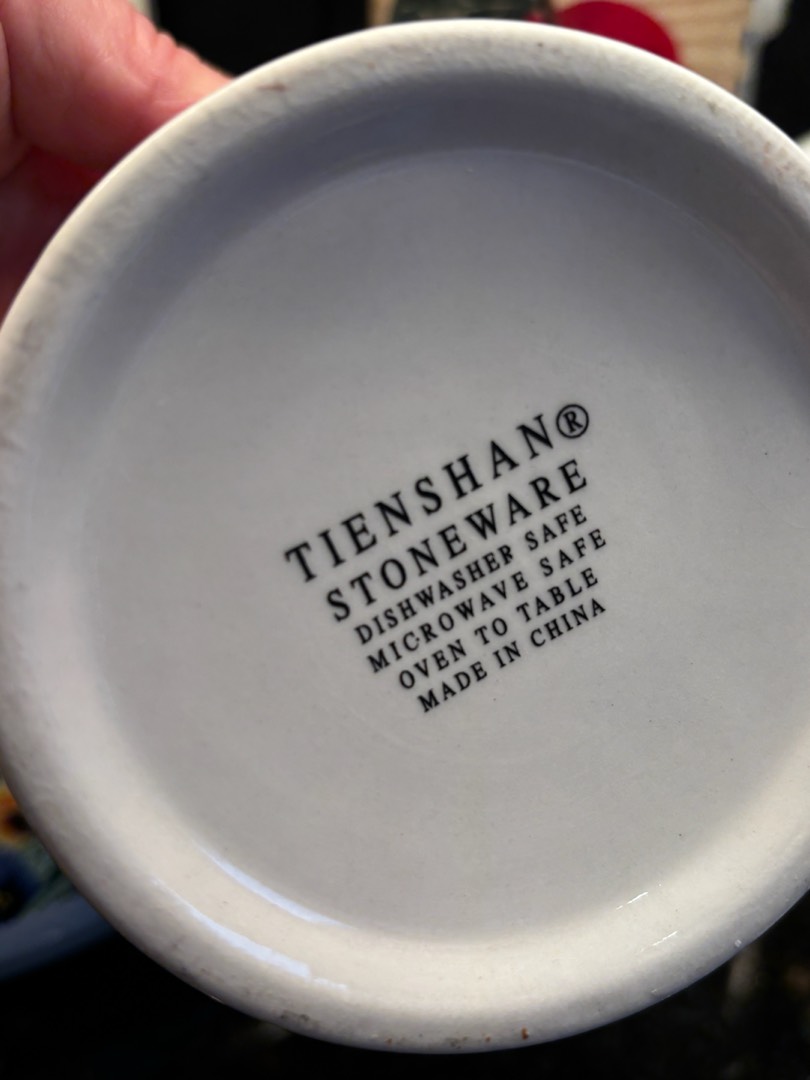 TIENSHAN®
STONEWARE
DISHWASHER SAFE
MICROWAVE SAFE
OVEN TO TABLE
MADE IN CHINA